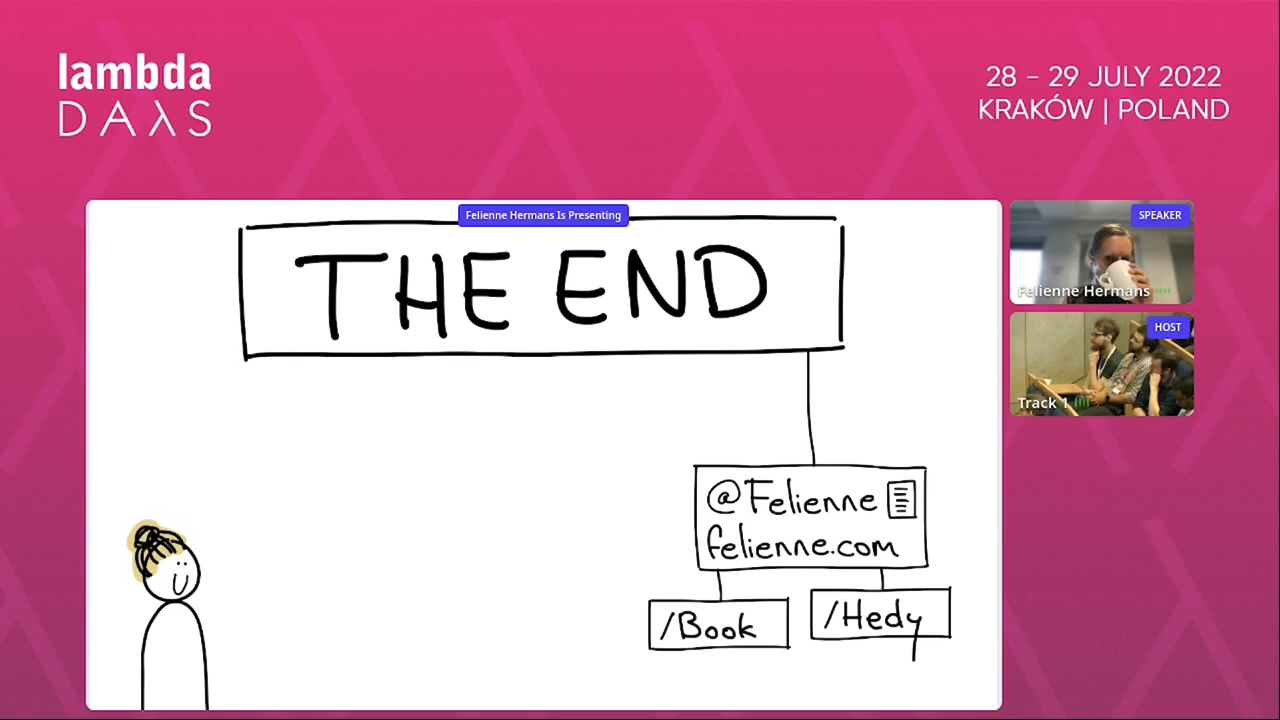 lambda
DAλS
28 – 29 JULY 2022
KRAKÓW | POLAND
Felienne Hermans Is Presenting
THE END
@Felienne
felienne.com
/Book
/Hedy
SPEAKER
Felienne Hermans
HOST
Track 1